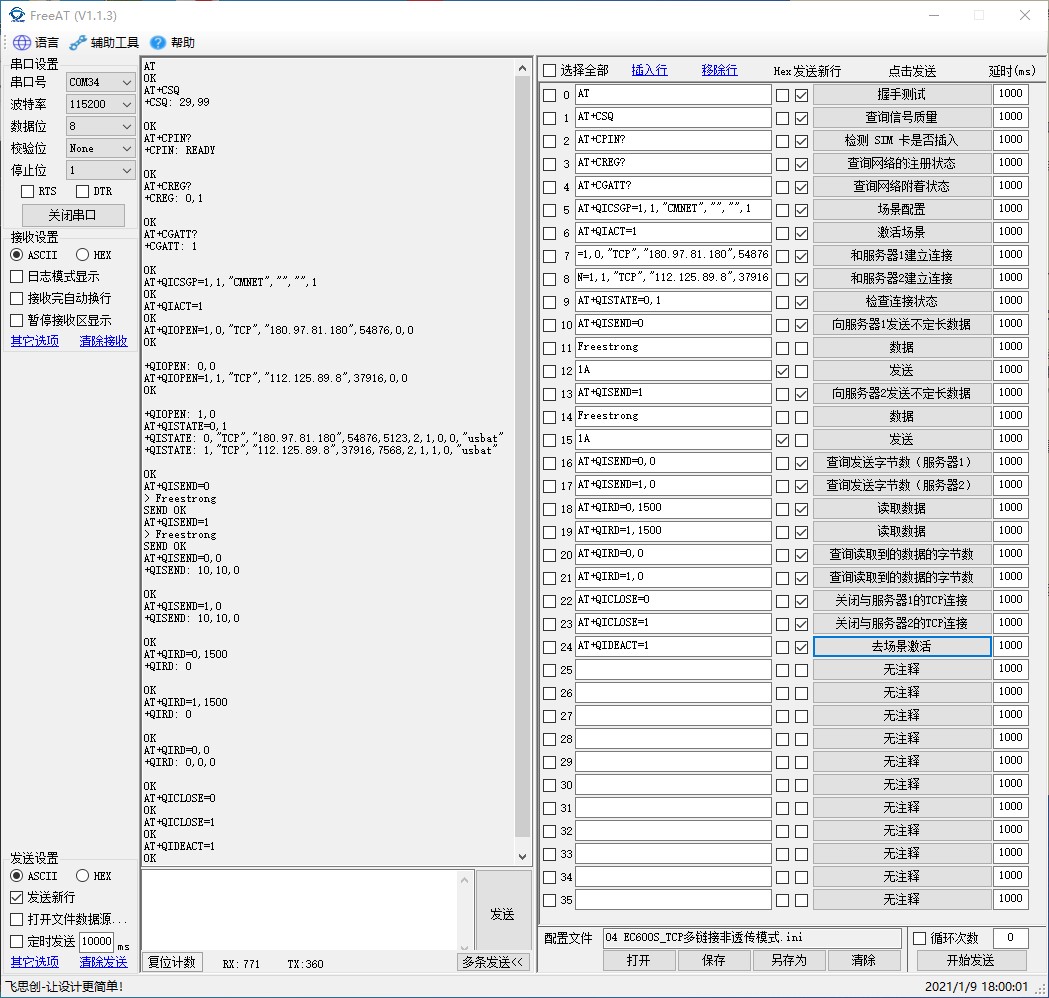 FreeAT (V1.1.3)
语言 辅助工具 帮助
串口设置
串口号 COM34
波特率 115200
数据位 8
校验位 None
停止位 1
RTS DTR
关闭串口
接收设置
ASCII HEX
日志模式显示
接收完自动换行
暂停接收区显示
其它选项 清除接收
发送设置
ASCII HEX
发送新行
打开文件数据源...
定时发送 10000 ms
其它选项 清除发送
AT
OK
AT+CSQ
+CSQ: 29,99
OK
AT+CPIN?
+CPIN: READY
OK
AT+CREG?
+CREG: 0,1
OK
AT+CGATT?
+CGATT: 1
OK
AT+QICSGP=1,1,"CMNET","","",1
OK
AT+QIACT=1
OK
AT+QIOPEN=1,0,"TCP","180.97.81.180",54876,0,0
OK
+QIOPEN: 0,0
AT+QIOPEN=1,1,"TCP","112.125.89.8",37916,0,0
OK
+QIOPEN: 1,0
AT+QISTATE=0,1
+QISTATE: 0,"TCP","180.97.81.180",54876,5123,2,1,0,0,"usbat"
+QISTATE: 1,"TCP","112.125.89.8",37916,7568,2,1,1,0,"usbat"
OK
AT+QISEND=0
> Freestrong
SEND OK
AT+QISEND=1
> Freestrong
SEND OK
AT+QISEND=0,0
+QISEND: 10,10,0
OK
AT+QISEND=1,0
+QISEND: 10,10,0
OK
AT+QIRD=0,1500
+QIRD: 0
OK
AT+QIRD=1,1500
+QIRD: 0
OK
AT+QIRD=0,0
+QIRD: 0,0,0
OK
AT+QICLOSE=0
OK
AT+QICLOSE=1
OK
AT+QIDEACT=1
OK
发送
复位计数 RX:771 TX:360 多条发送<<
选择全部 插入行 移除行 Hex发送新行 点击发送 延时(ms)
0 AT 握手测试 1000
1 AT+CSQ 查询信号质量 1000
2 AT+CPIN? 检测 SIM 卡是否插入 1000
3 AT+CREG? 查询网络的注册状态 1000
4 AT+CGATT? 查询网络附着状态 1000
5 AT+QICSGP=1,1,"CMNET","","",1 场景配置 1000
6 AT+QIACT=1 激活场景 1000
7 =1,0,"TCP","180.97.81.180",54876 和服务器1建立连接 1000
8 N=1,1,"TCP","112.125.89.8",37916 和服务器2建立连接 1000
9 AT+QISTATE=0,1 检查连接状态 1000
10 AT+QISEND=0 向服务器1发送不定长数据 1000
11 Freestrong 数据 1000
12 1A 发送 1000
13 AT+QISEND=1 向服务器2发送不定长数据 1000
14 Freestrong 数据 1000
15 1A 发送 1000
16 AT+QISEND=0,0 查询发送字节数（服务器1） 1000
17 AT+QISEND=1,0 查询发送字节数（服务器2） 1000
18 AT+QIRD=0,1500 读取数据 1000
19 AT+QIRD=1,1500 读取数据 1000
20 AT+QIRD=0,0 查询读取到的数据的字节数 1000
21 AT+QIRD=1,0 查询读取到的数据的字节数 1000
22 AT+QICLOSE=0 关闭与服务器1的TCP连接 1000
23 AT+QICLOSE=1 关闭与服务器2的TCP连接 1000
24 AT+QIDEACT=1 去场景激活 1000
25 无注释 1000
26 无注释 1000
27 无注释 1000
28 无注释 1000
29 无注释 1000
30 无注释 1000
31 无注释 1000
32 无注释 1000
33 无注释 1000
34 无注释 1000
35 无注释 1000
配置文件 04 EC600S_TCP多链接非透传模式.ini 循环次数 0
打开 保存 另存为 清除 开始发送
飞思创-让设计更简单! 2021/1/9 18:00:01